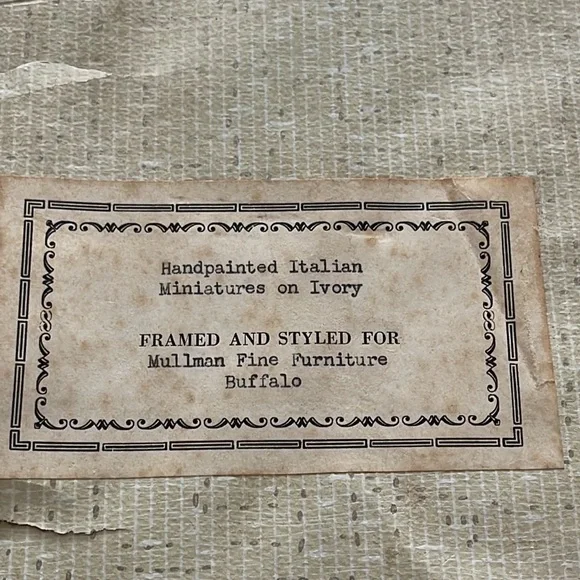 Handpainted Italian
Miniatures on Ivory
FRAMED AND STYLED FOR
Mullman Fine Furniture
Buffalo